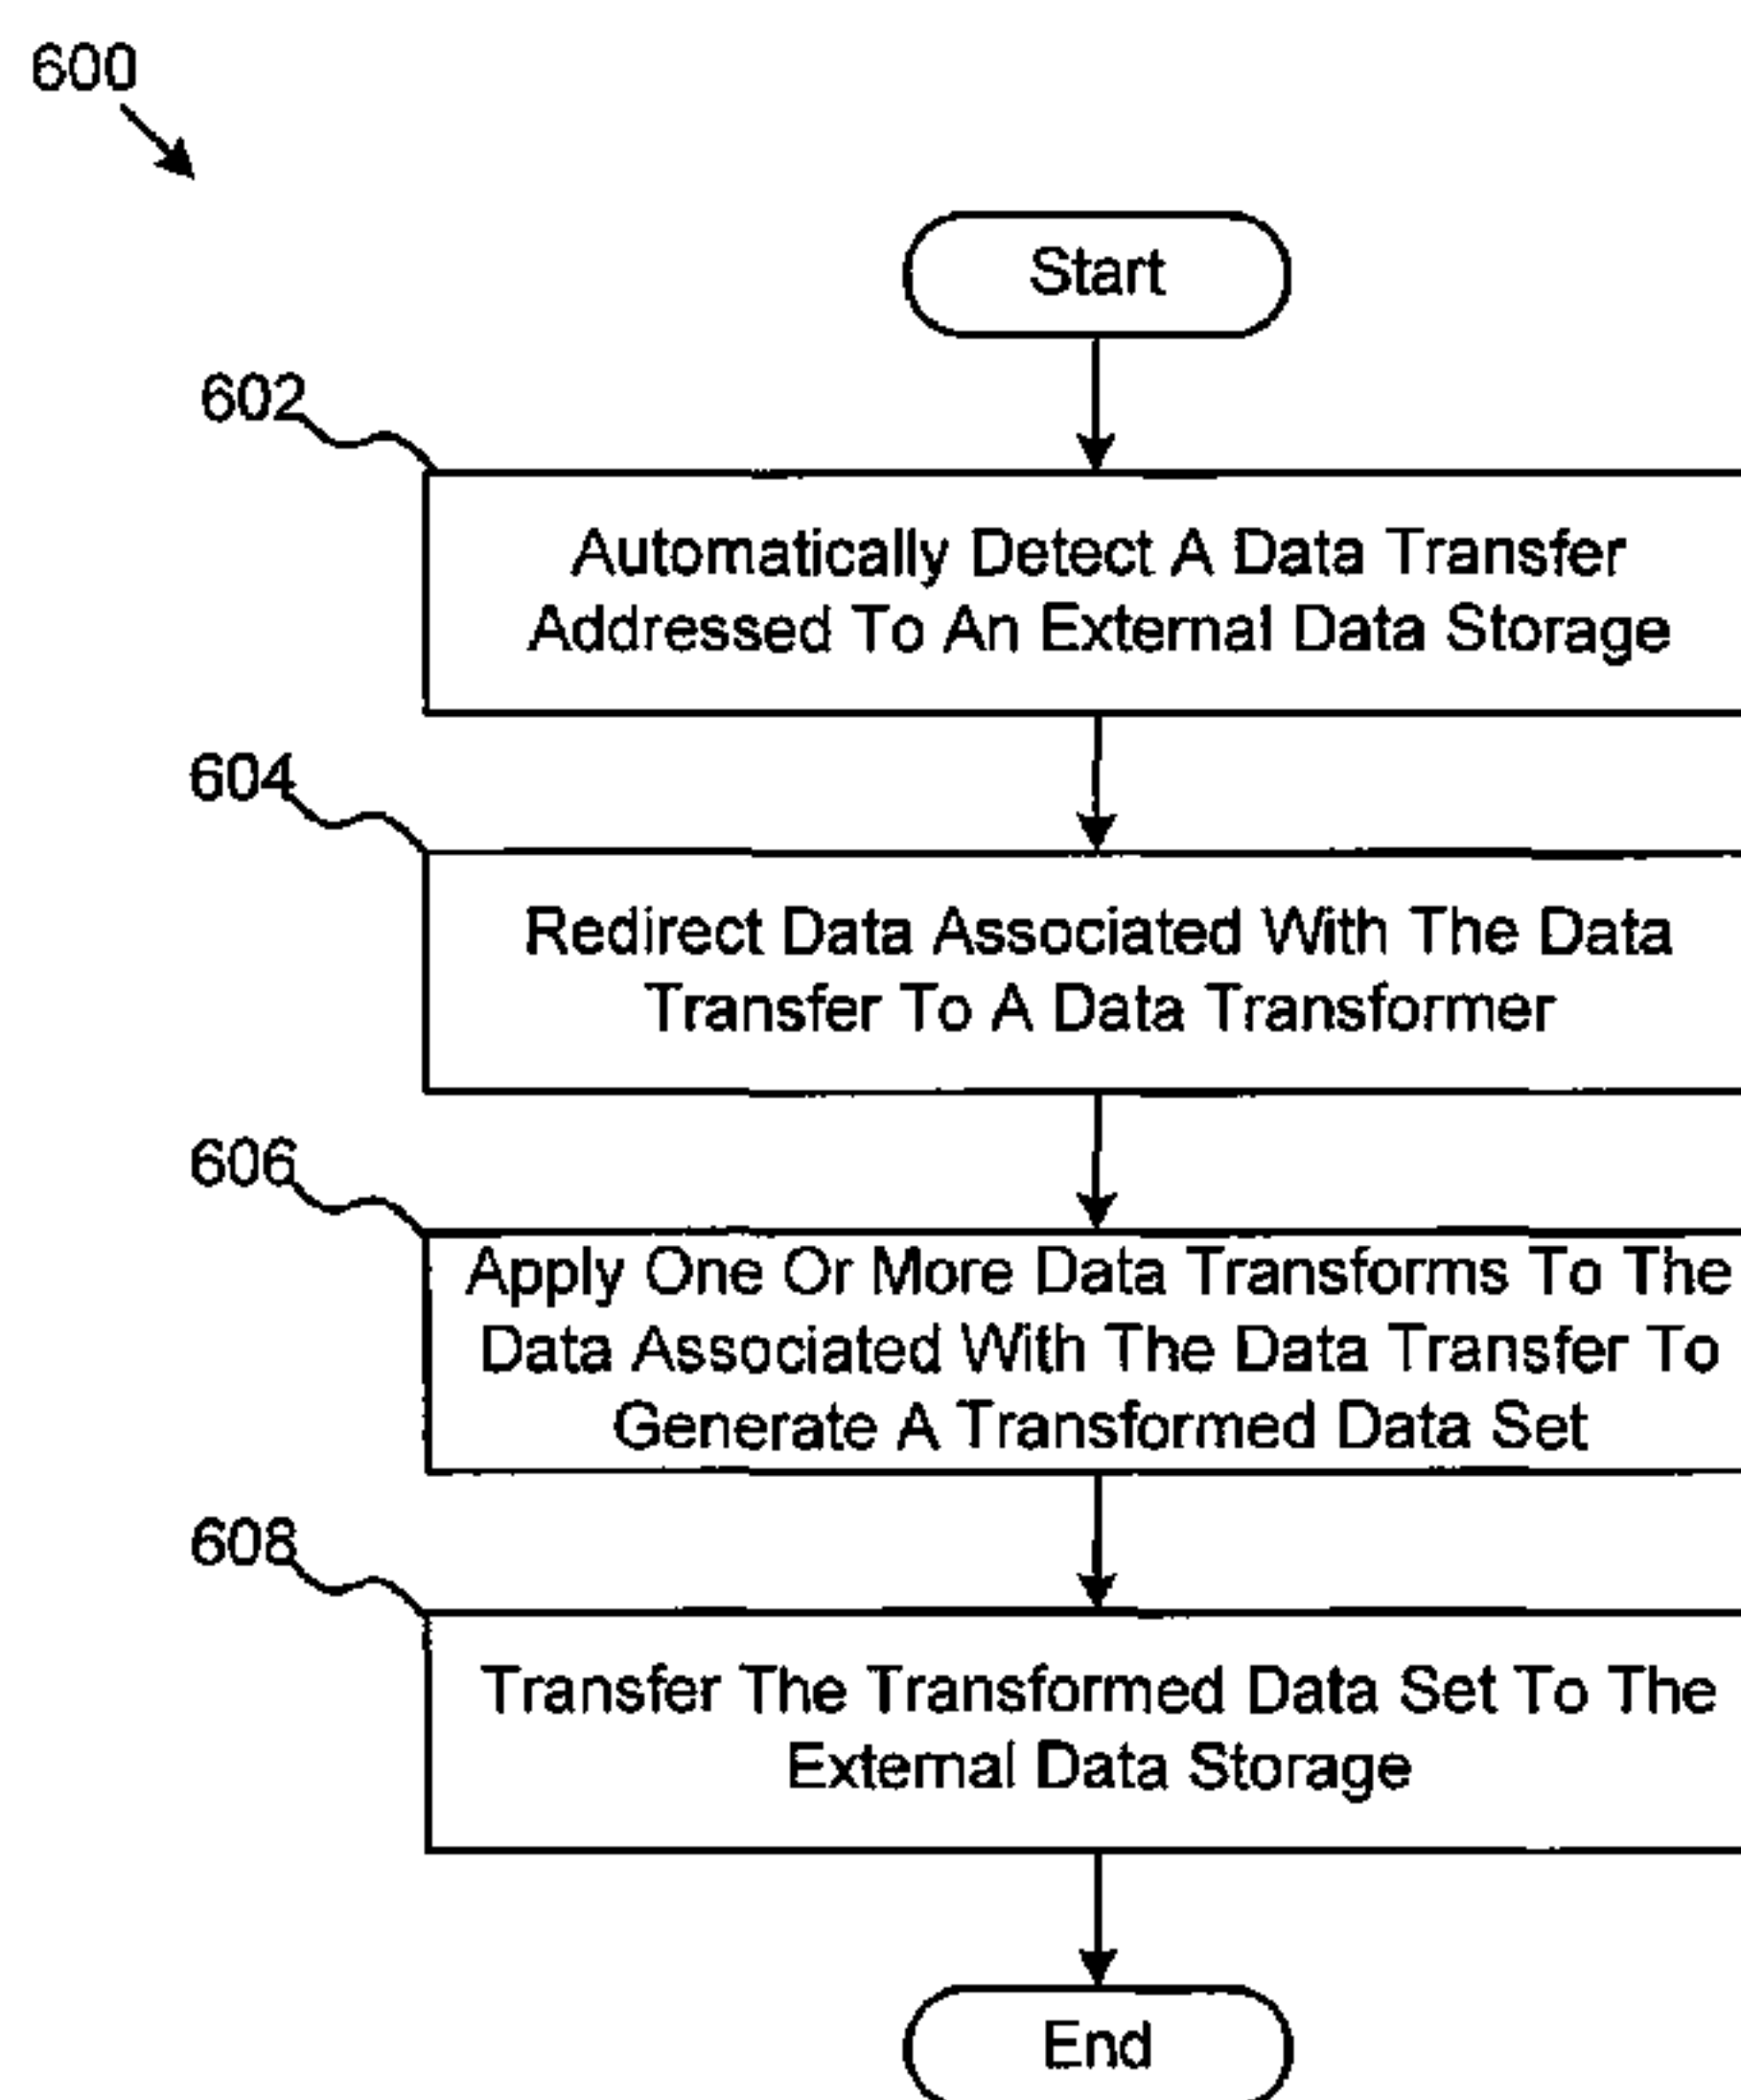 600
Start
602
Automatically Detect A Data Transfer
Addressed To An External Data Storage
604
Redirect Data Associated With The Data
Transfer To A Data Transformer
606
Apply One Or More Data Transforms To The
Data Associated With The Data Transfer To
Generate A Transformed Data Set
608
Transfer The Transformed Data Set To The
External Data Storage
End